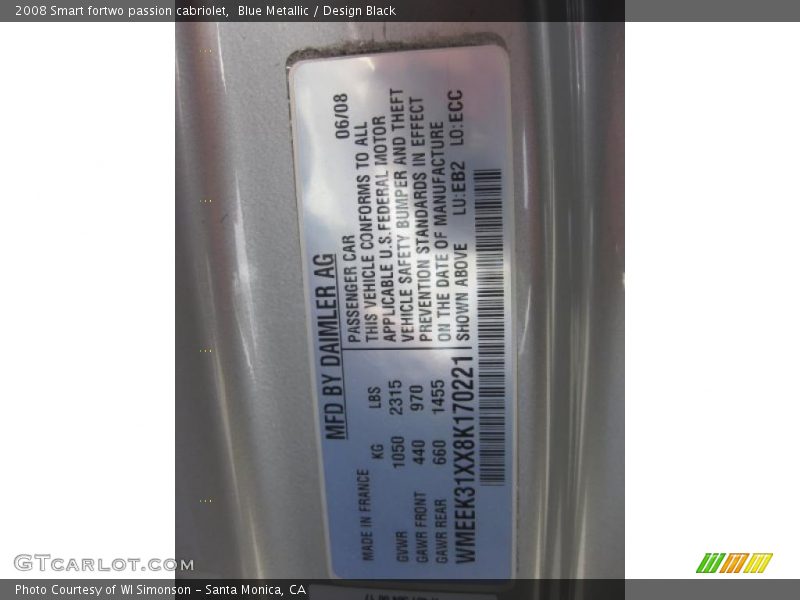 2008 Smart fortwo passion cabriolet,  Blue Metallic / Design Black
MFD BY DAIMLER AG
06/08
MADE IN FRANCE
KG LBS
GVWR 1050 2315
GAWR FRONT 440 970
GAWR REAR 660 1455
PASSENGER CAR
THIS VEHICLE CONFORMS TO ALL
APPLICABLE U.S. FEDERAL MOTOR
VEHICLE SAFETY BUMPER AND THEFT
PREVENTION STANDARDS IN EFFECT
ON THE DATE OF MANUFACTURE
SHOWN ABOVE LU:EB2 LO:ECC
WMEEK31XX8K170221
GTCarLot.com
Photo Courtesy of WI Simonson - Santa Monica, CA